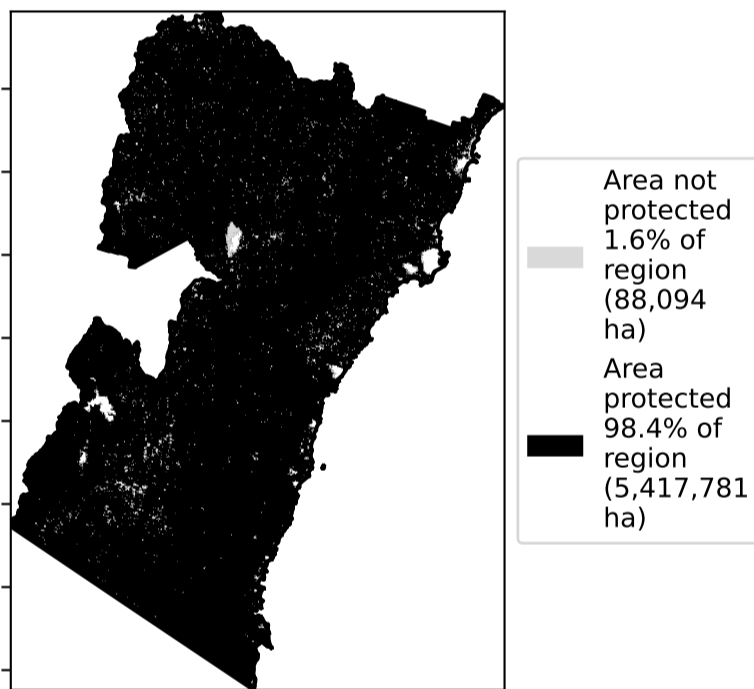 Area not
protected
1.6% of
region
(88,094
ha)
Area
protected
98.4% of
region
(5,417,781
ha)